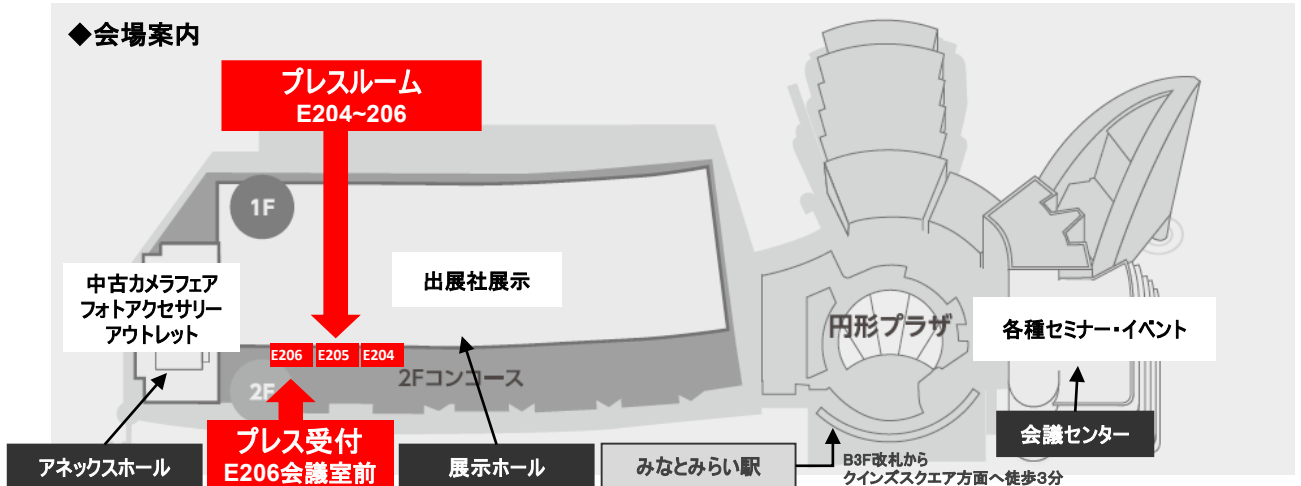 ◆会場案内
プレスルーム
E204~206
1F
中古カメラフェア
フォトアクセサリー
アウトレット
出展社展示
円形プラザ
各種セミナー・イベント
E206
E205
E204
2Fコンコース
2F
プレス受付
E206会議室前
アネックスホール
展示ホール
みなとみらい駅
B3F改札から
クインズスクエア方面へ徒歩3分
会議センター